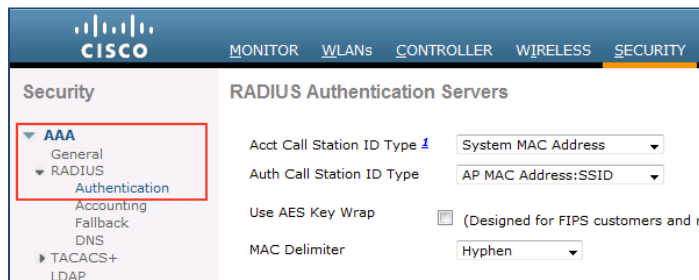 CISCO
MONITOR WLANs CONTROLLER WIRELESS SECURITY
Security
AAA
General
RADIUS
Authentication
Accounting
Fallback
DNS
TACACS+
LDAP
RADIUS Authentication Servers
Acct Call Station ID Type 1 System MAC Address
Auth Call Station ID Type AP MAC Address:SSID
Use AES Key Wrap (Designed for FIPS customers and
MAC Delimiter Hyphen